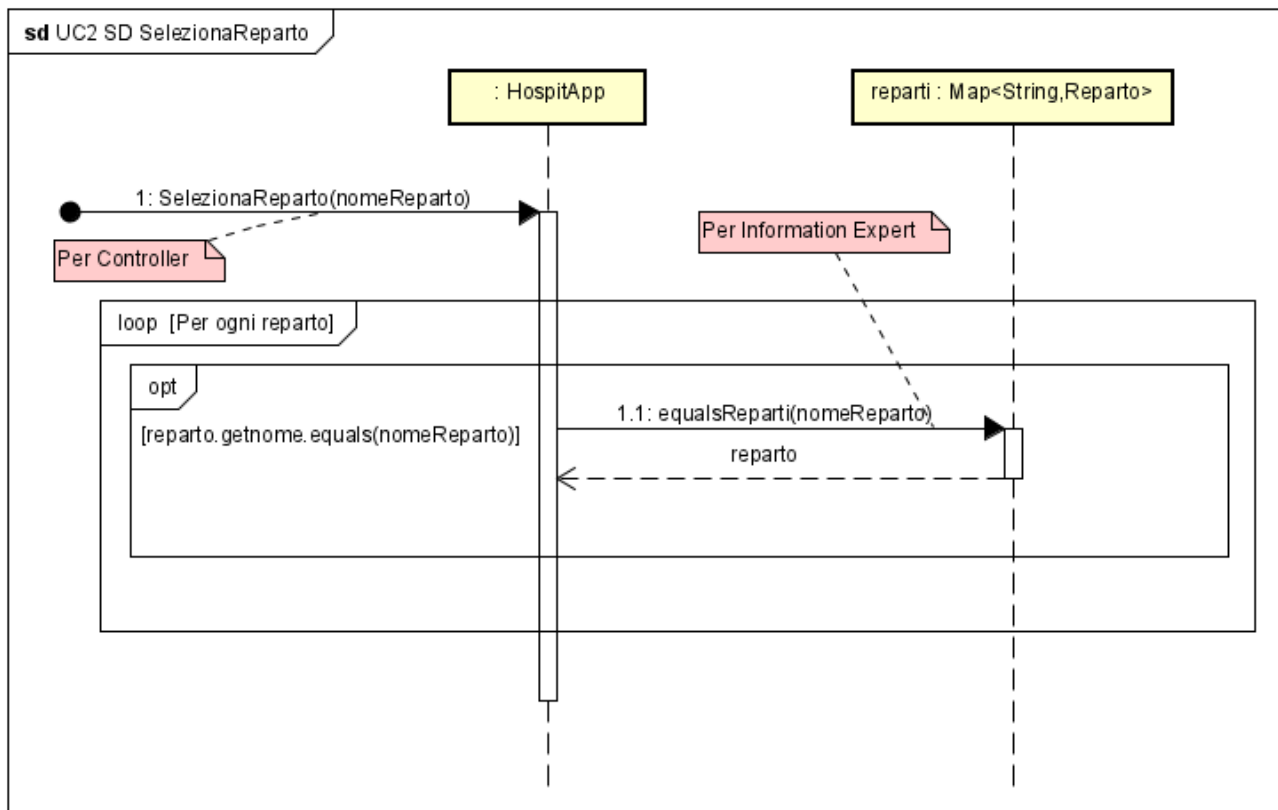 sd UC2 SD SelezionaReparto
: HospitApp
reparti : Map<String,Reparto>
1: SelezionaReparto(nomeReparto)
Per Controller
Per Information Expert
loop [Per ogni reparto]
opt
[reparto.getnome.equals(nomeReparto)]
1.1: equalsReparti(nomeReparto)
reparto